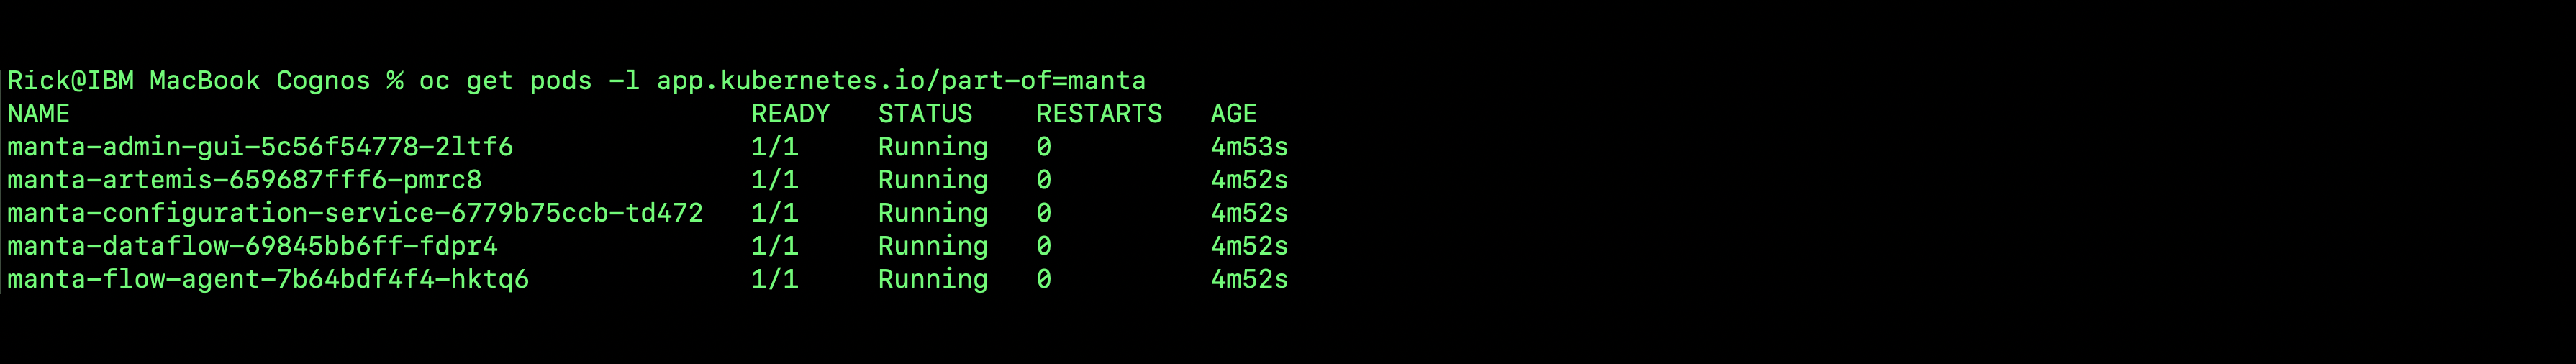 Rick@IBM MacBook Cognos % oc get pods -l app.kubernetes.io/part-of=manta
NAME READY STATUS RESTARTS AGE
manta-admin-gui-5c56f54778-2ltf6 1/1 Running 0 4m53s
manta-artemis-659687fff6-pmrc8 1/1 Running 0 4m52s
manta-configuration-service-6779b75ccb-td472 1/1 Running 0 4m52s
manta-dataflow-69845bb6ff-fdpr4 1/1 Running 0 4m52s
manta-flow-agent-7b64bdf4f4-hktq6 1/1 Running 0 4m52s